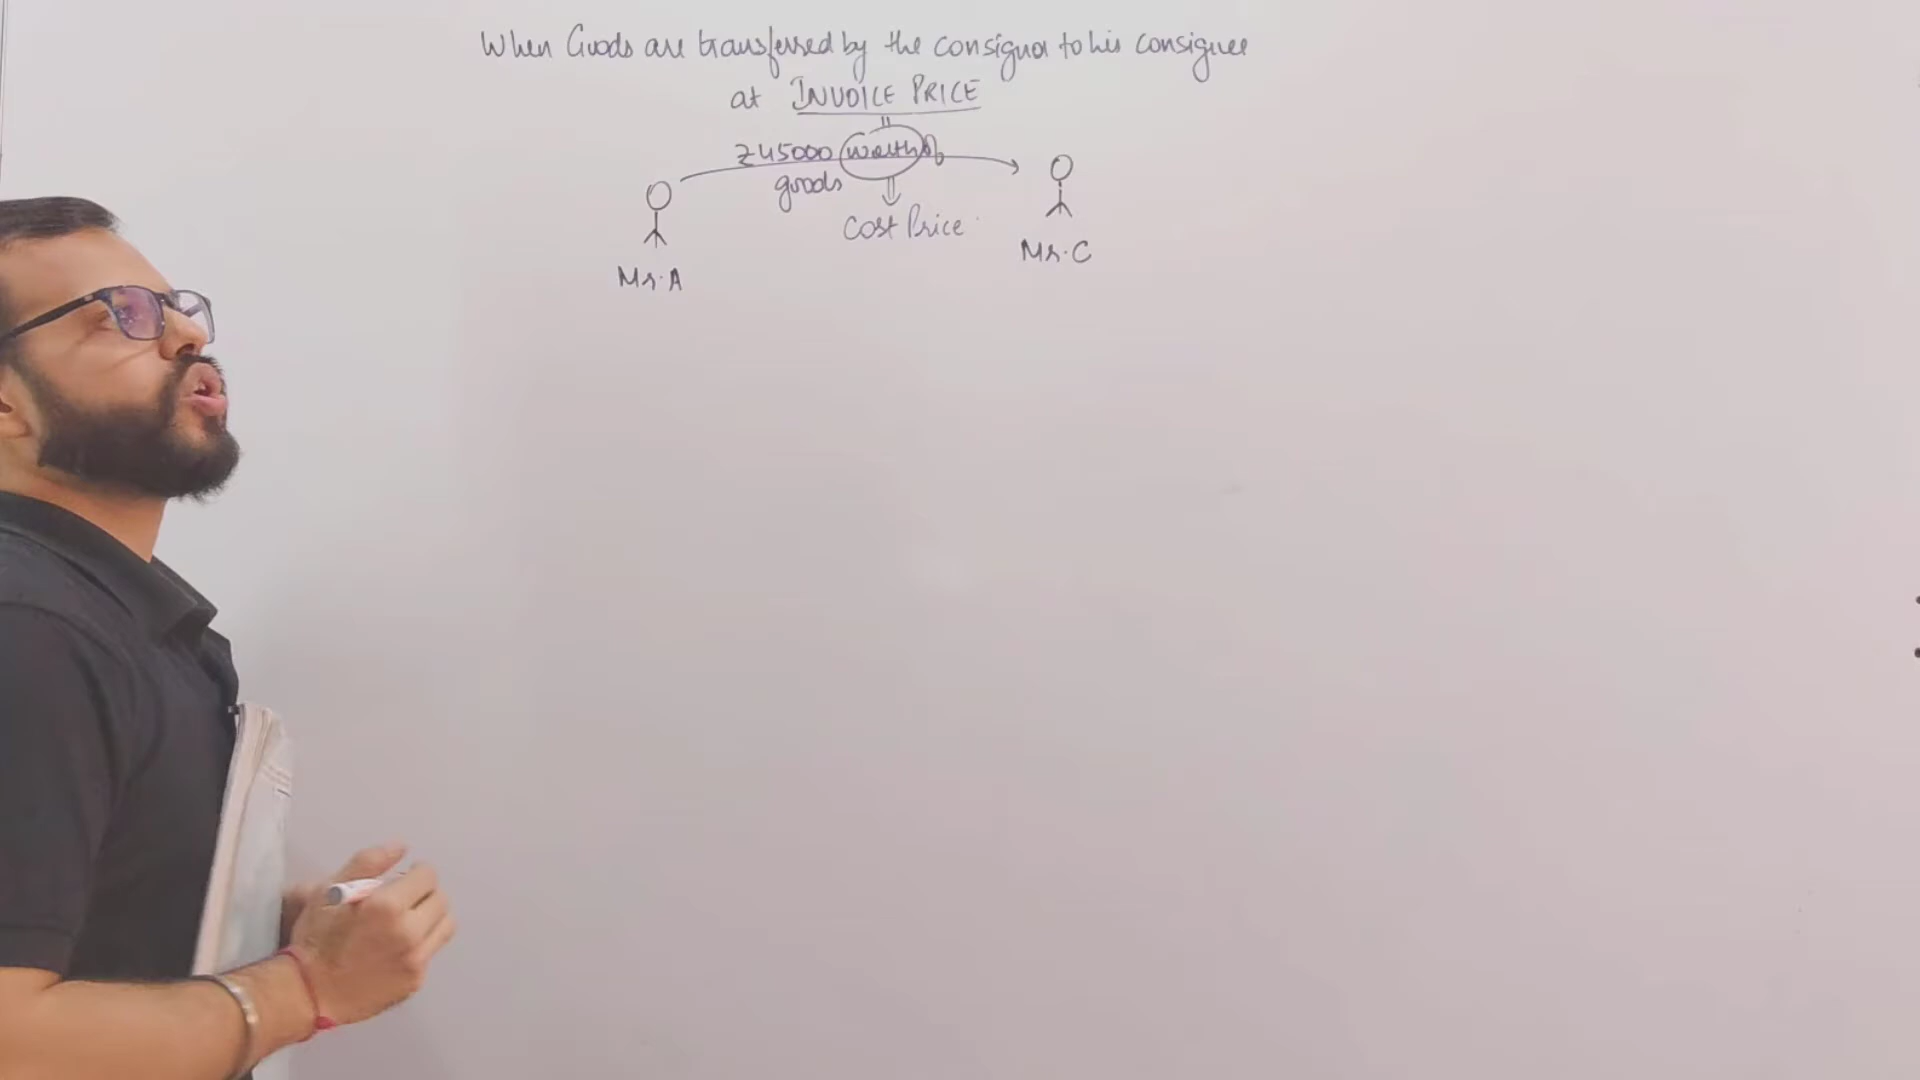 When Goods are transferred by the consignor to his consignee
at INVOICE PRICE
₹45000 worth of
goods
Cost Price
Mr. A
Mr. C